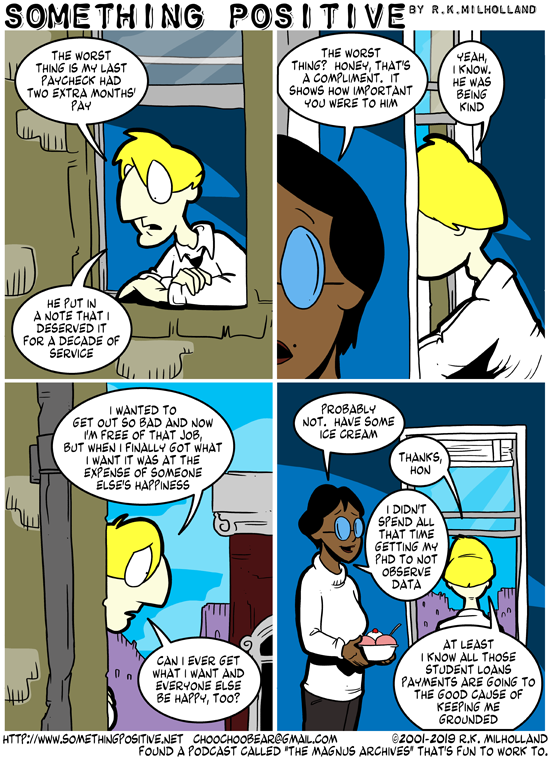 SOMETHING POSITIVE BY R.K.MILHOLLAND
THE WORST
THING IS MY LAST
PAYCHECK HAD
TWO EXTRA MONTHS'
PAY
HE PUT IN
A NOTE THAT I
DESERVED IT
FOR A DECADE OF
SERVICE
THE WORST
THING? HONEY, THAT'S
A COMPLIMENT. IT
SHOWS HOW IMPORTANT
YOU WERE TO HIM
YEAH,
I KNOW.
HE WAS
BEING
KIND
I WANTED TO
GET OUT SO BAD AND NOW
I'M FREE OF THAT JOB,
BUT WHEN I FINALLY GOT WHAT
I WANT IT WAS AT THE
EXPENSE OF SOMEONE
ELSE'S HAPPINESS
CAN I EVER GET
WHAT I WANT AND
EVERYONE ELSE
BE HAPPY, TOO?
PROBABLY
NOT. HAVE SOME
ICE CREAM
THANKS,
HON
I DIDN'T
SPEND ALL
THAT TIME
GETTING MY
PHD TO NOT
OBSERVE
DATA
AT LEAST
I KNOW ALL THOSE
STUDENT LOANS
PAYMENTS ARE GOING TO
THE GOOD CAUSE OF
KEEPING ME
GROUNDED
HTTP://WWW.SOMETHINGPOSITIVE.NET CHOOCHOOBEAR@GMAIL.COM ©2001-2019 R.K. MILHOLLAND
FOUND A PODCAST CALLED "THE MAGNUS ARCHIVES" THAT'S FUN TO WORK TO.